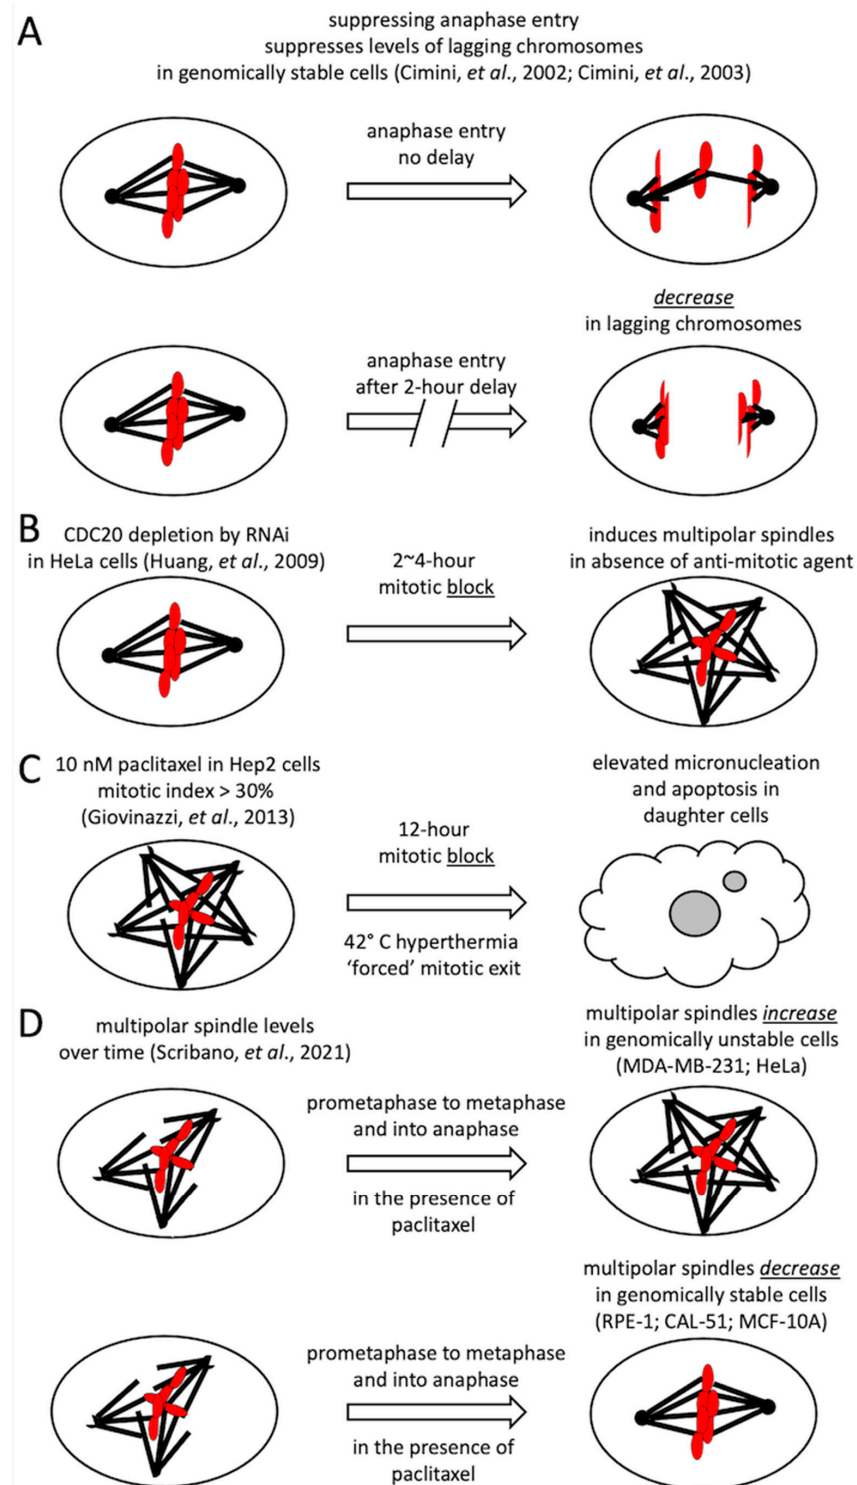 A
suppressing anaphase entry
suppresses levels of lagging chromosomes
in genomically stable cells (Cimini, et al., 2002; Cimini, et al., 2003)
anaphase entry
no delay
decrease
in lagging chromosomes
anaphase entry
after 2-hour delay
B
CDC20 depletion by RNAi
in HeLa cells (Huang, et al., 2009)
2~4-hour
mitotic block
induces multipolar spindles
in absence of anti-mitotic agent
C
10 nM paclitaxel in Hep2 cells
mitotic index > 30%
(Giovinazzi, et al., 2013)
12-hour
mitotic block
42° C hyperthermia
‘forced’ mitotic exit
elevated micronucleation
and apoptosis in
daughter cells
D
multipolar spindle levels
over time (Scribano, et al., 2021)
prometaphase to metaphase
and into anaphase
in the presence of
paclitaxel
multipolar spindles increase
in genomically unstable cells
(MDA-MB-231; HeLa)
prometaphase to metaphase
and into anaphase
in the presence of
paclitaxel
multipolar spindles decrease
in genomically stable cells
(RPE-1; CAL-51; MCF-10A)